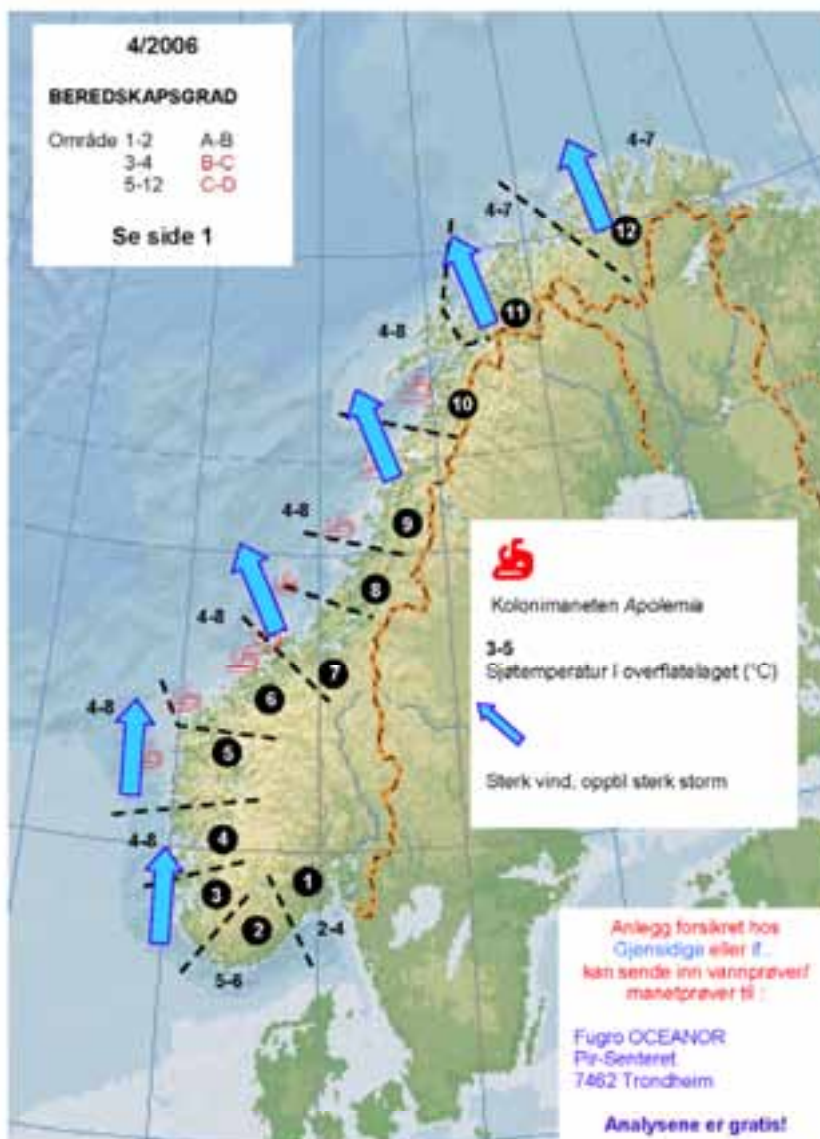 4/2006
BEREDSKAPSGRAD
Område 1-2 A-B
3-4 B-C
5-12 C-D
Se side 1
4-7
12
4-7
11
4-8
10
9
4-8
8
4-8
7
6
4-8
5
4
4-8
3
1
2
2-4
5-6
Kolonimaneten Apolemia
3-5
Sjøtemperatur I overflatelaget (°C)
Sterk vind, opptil sterk storm
Anlegg forsikret hos
Gjensidige eller if..
kan sende inn vannprøver/
manetprøver til :
Fugro OCEANOR
Pir-Senteret
7462 Trondheim
Analysene er gratis!